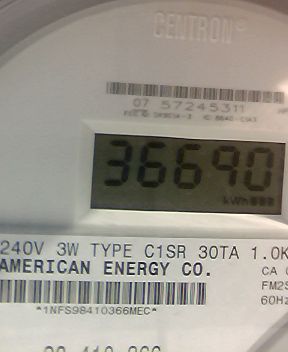 CENTRON®
07 57245311
36690
kWh
240V 3W TYPE C1SR 30TA 1.0K
AMERICAN ENERGY CO.
CA
FM2S
60Hz
*1NFS98410366MEC*